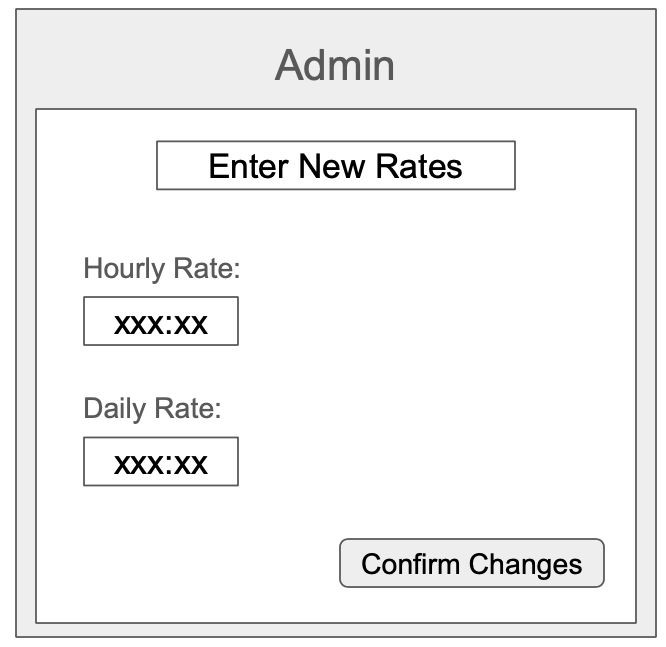 Admin
Enter New Rates
Hourly Rate:
xxx:xx
Daily Rate:
xxx:xx
Confirm Changes